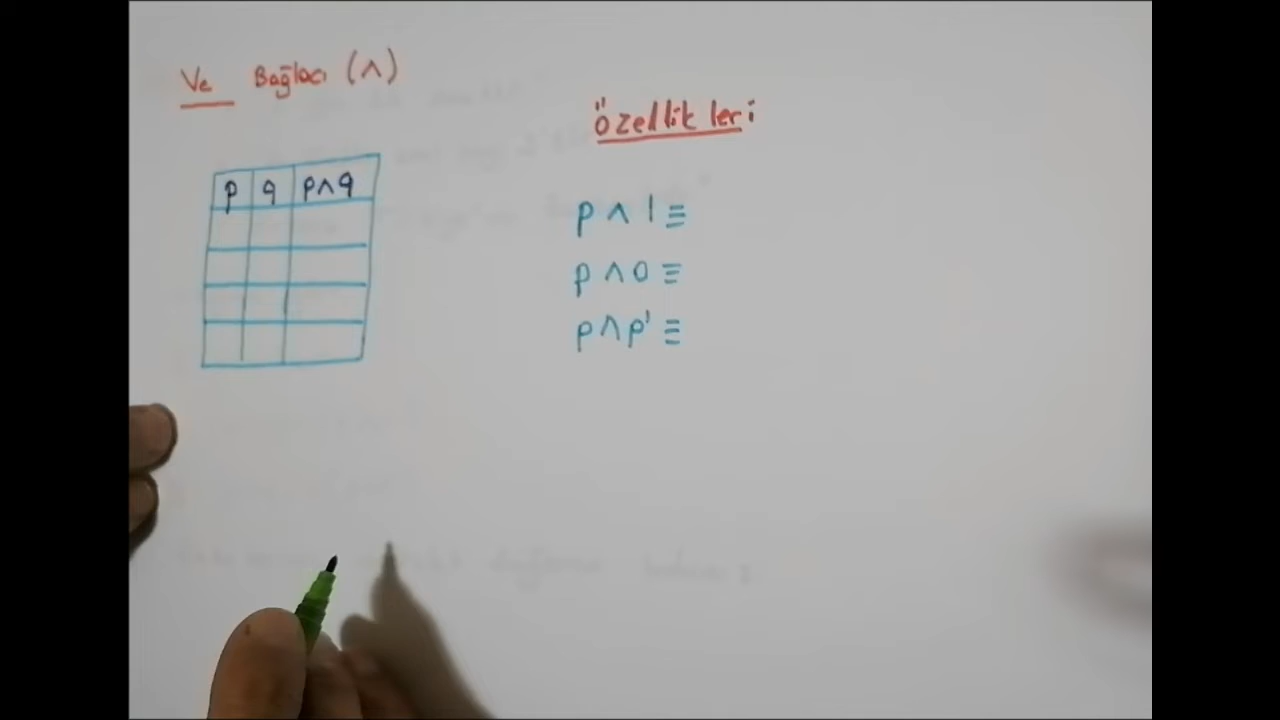 Ve Bağlacı (∧)
Özellikleri
p q p∧q
p ∧ 1 ≡
p ∧ 0 ≡
p ∧ p' ≡